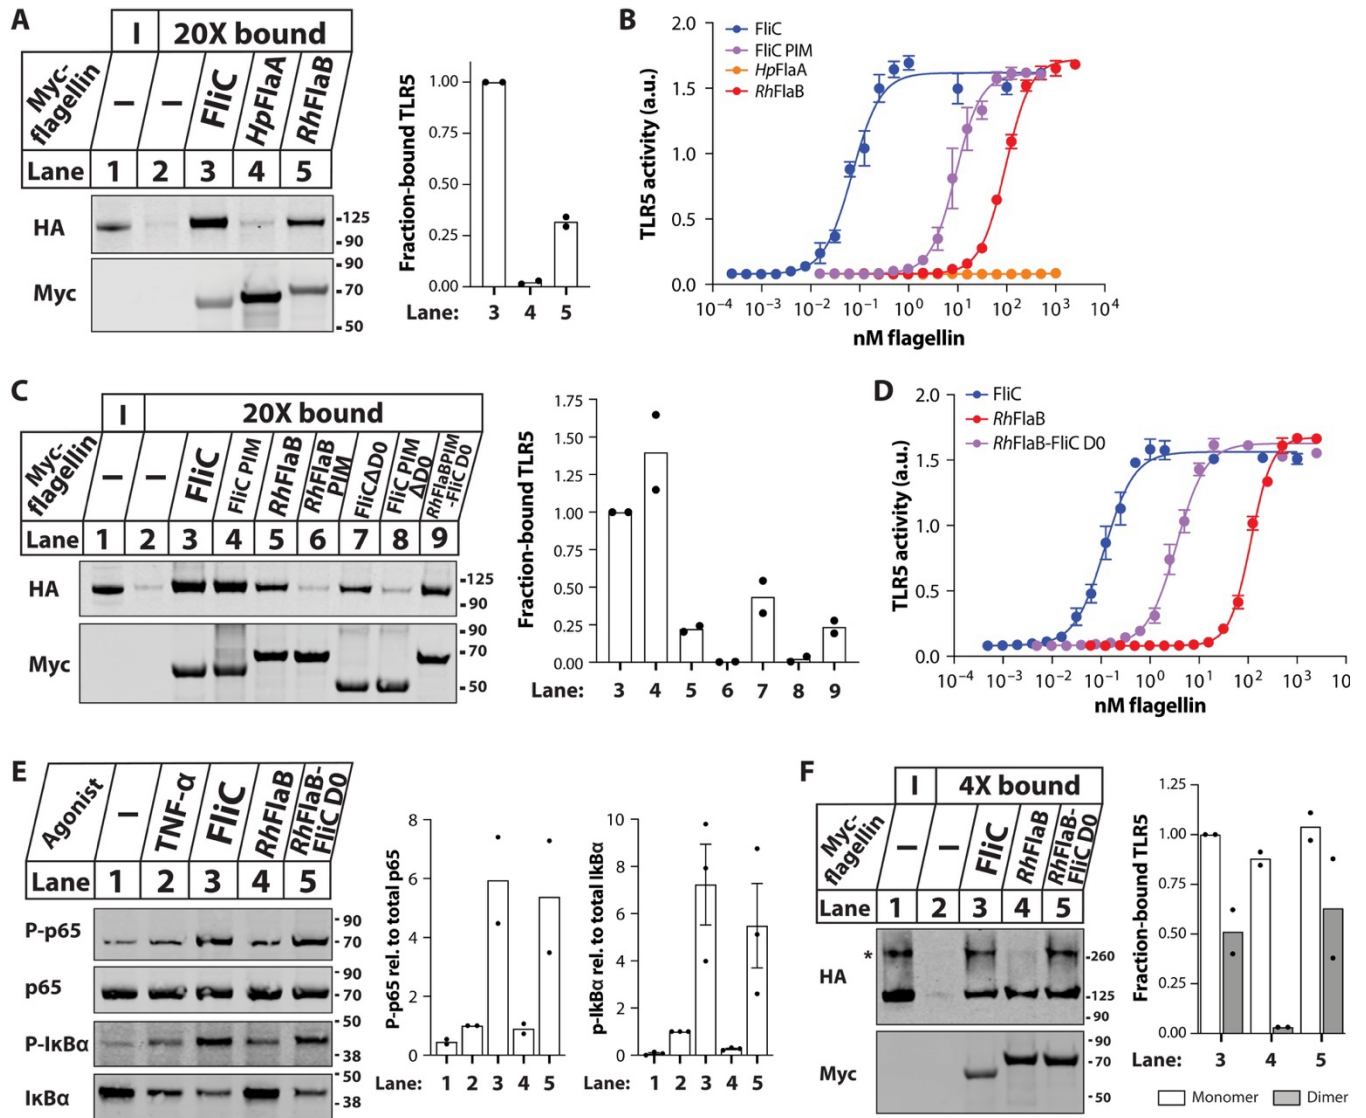 A
I
20X bound
Myc-
flagellin
–
–
FliC
HpFlaA
RhFlaB
Lane
1
2
3
4
5
HA
Myc
-125
-90
-90
-70
-50
Fraction-bound TLR5
1.00
0.75
0.50
0.25
0.00
Lane: 3 4 5
B
FliC
FliC PIM
HpFlaA
RhFlaB
TLR5 activity (a.u.)
2.0
1.5
1.0
0.5
0.0
10⁻⁴ 10⁻³ 10⁻² 10⁻¹ 10⁰ 10¹ 10² 10³ 10⁴
nM flagellin
C
I
20X bound
Myc-
flagellin
–
–
FliC
FliC PIM
RhFlaB
RhFlaB
PIM
FliCΔD0
FliC PIM
ΔD0
RhFlaBPIM
-FliC D0
Lane
1
2
3
4
5
6
7
8
9
HA
Myc
-125
-90
-90
-70
-50
Fraction-bound TLR5
1.75
1.50
1.25
1.00
0.75
0.50
0.25
0.00
Lane: 3 4 5 6 7 8 9
D
FliC
RhFlaB
RhFlaB-FliC D0
TLR5 activity (a.u.)
2.0
1.5
1.0
0.5
0.0
10⁻⁴ 10⁻³ 10⁻² 10⁻¹ 10⁰ 10¹ 10² 10³
nM flagellin
E
Agonist
–
TNF-α
FliC
RhFlaB
RhFlaB-
FliC D0
Lane
1
2
3
4
5
P-p65
p65
P-IκBα
IκBα
-90
-70
-90
-70
-50
-38
-50
-38
P-p65 rel. to total p65
8
6
4
2
0
Lane: 1 2 3 4 5
p-IkBα rel. to total IkBα
10
8
6
4
2
0
Lane: 1 2 3 4 5
F
I
4X bound
Myc-
flagellin
–
–
FliC
RhFlaB
RhFlaB-
FliC D0
Lane
1
2
3
4
5
*
HA
Myc
-260
-125
-90
-90
-70
-50
Fraction-bound TLR5
1.25
1.00
0.75
0.50
0.25
0.00
Lane: 3 4 5
Monomer
Dimer